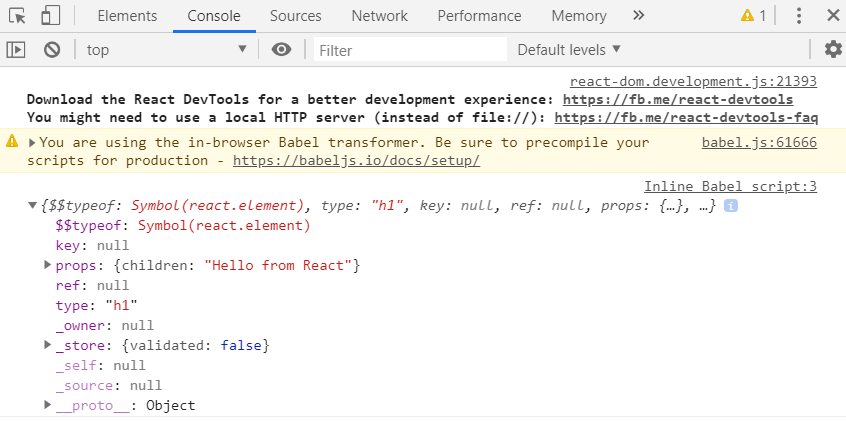 Elements Console Sources Network Performance Memory » 1
top Filter Default levels
react-dom.development.js:21393
Download the React DevTools for a better development experience: https://fb.me/react-devtools
You might need to use a local HTTP server (instead of file://): https://fb.me/react-devtools-faq
You are using the in-browser Babel transformer. Be sure to precompile your babel.js:61666
scripts for production - https://babeljs.io/docs/setup/
Inline Babel script:3
{$$typeof: Symbol(react.element), type: "h1", key: null, ref: null, props: {…}, …} i
$$typeof: Symbol(react.element)
key: null
props: {children: "Hello from React"}
ref: null
type: "h1"
_owner: null
_store: {validated: false}
_self: null
_source: null
__proto__: Object